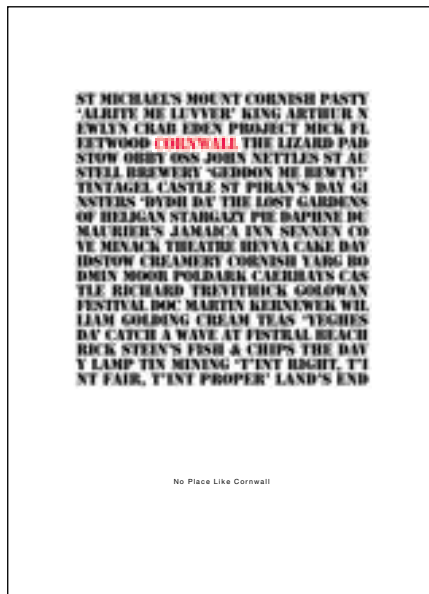 ST MICHAEL'S MOUNT CORNISH PASTY
'ALRITE ME LUVVER' KING ARTHUR N
EWLYN CRAB EDEN PROJECT MICK FL
EETWOOD CORNWALL THE LIZARD PAD
STOW OBBY OSS JOHN NETTLES ST AU
STELL BREWERY 'GEDDON ME BEWTY!'
TINTAGEL CASTLE ST PIRAN'S DAY GI
NSTERS 'DYDH DA' THE LOST GARDENS
OF HELIGAN STARGAZY PIE DAPHNE DU
MAURIER'S JAMAICA INN SENNEN CO
VE MINACK THEATRE HEVVA CAKE DAV
IDSTOW CREAMERY CORNISH YARG BO
DMIN MOOR POLDARK CAERHAYS CAS
TLE RICHARD TREVITHICK GOLOWAN
FESTIVAL DOC MARTIN KERNEWEK WIL
LIAM GOLDING CREAM TEAS 'YEGHES
DA' CATCH A WAVE AT FISTRAL BEACH
RICK STEIN'S FISH & CHIPS THE DAV
Y LAMP TIN MINING 'T'INT RIGHT, T'I
NT FAIR, T'INT PROPER' LAND'S END
No Place Like Cornwall